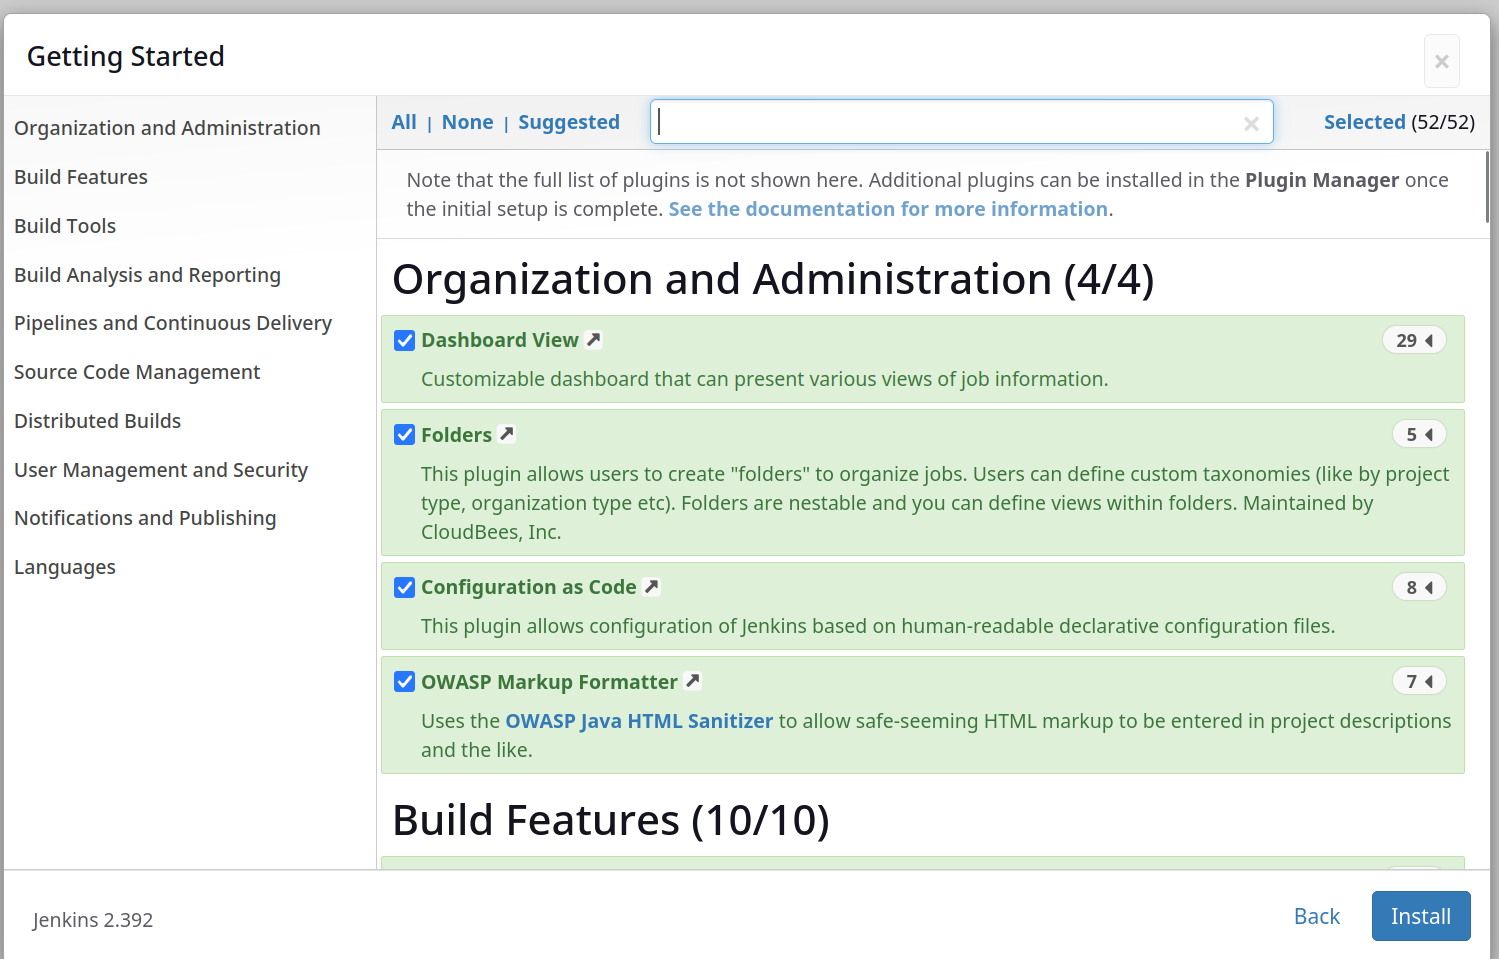 Getting Started
×
Organization and Administration
Build Features
Build Tools
Build Analysis and Reporting
Pipelines and Continuous Delivery
Source Code Management
Distributed Builds
User Management and Security
Notifications and Publishing
Languages
All | None | Suggested
×
Selected (52/52)
Note that the full list of plugins is not shown here. Additional plugins can be installed in the Plugin Manager once
the initial setup is complete. See the documentation for more information.
Organization and Administration (4/4)
Dashboard View
29
Customizable dashboard that can present various views of job information.
Folders
5
This plugin allows users to create "folders" to organize jobs. Users can define custom taxonomies (like by project
type, organization type etc). Folders are nestable and you can define views within folders. Maintained by
CloudBees, Inc.
Configuration as Code
8
This plugin allows configuration of Jenkins based on human-readable declarative configuration files.
OWASP Markup Formatter
7
Uses the OWASP Java HTML Sanitizer to allow safe-seeming HTML markup to be entered in project descriptions
and the like.
Build Features (10/10)
Jenkins 2.392
Back
Install